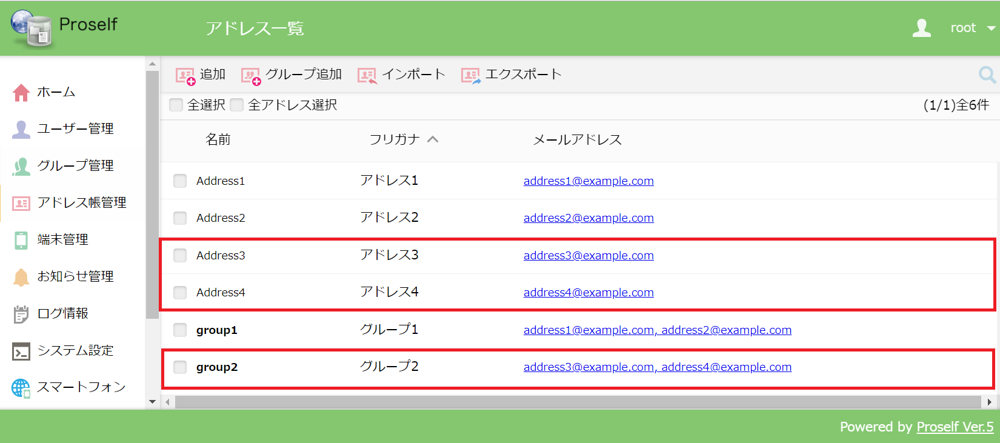 Proself
アドレス一覧
root
ホーム
ユーザー管理
グループ管理
アドレス帳管理
端末管理
お知らせ管理
ログ情報
システム設定
スマートフォン
追加 グループ追加 インポート エクスポート
全選択 全アドレス選択 (1/1)全6件
名前 フリガナ メールアドレス
Address1 アドレス1 address1@example.com
Address2 アドレス2 address2@example.com
Address3 アドレス3 address3@example.com
Address4 アドレス4 address4@example.com
group1 グループ1 address1@example.com, address2@example.com
group2 グループ2 address3@example.com, address4@example.com
Powered by Proself Ver.5